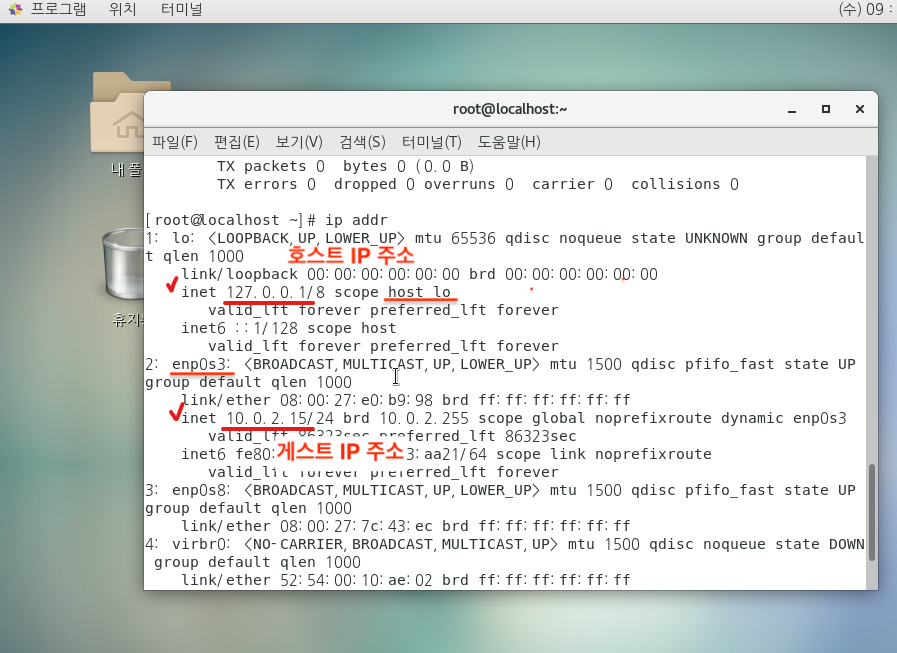 프로그램 위치 터미널 (수) 09 :
root@localhost:~
파일(F) 편집(E) 보기(V) 검색(S) 터미널(T) 도움말(H)
내 폴
TX packets 0 bytes 0 (0.0 B)
TX errors 0 dropped 0 overruns 0 carrier 0 collisions 0
[root@localhost ~]# ip addr
1: lo: <LOOPBACK,UP,LOWER_UP> mtu 65536 qdisc noqueue state UNKNOWN group defaul
t qlen 1000
호스트 IP 주소
link/loopback 00:00:00:00:00:00 brd 00:00:00:00:00:00
inet 127.0.0.1/8 scope host lo
valid_lft forever preferred_lft forever
inet6 ::1/128 scope host
valid_lft forever preferred_lft forever
2: enp0s3: <BROADCAST,MULTICAST,UP,LOWER_UP> mtu 1500 qdisc pfifo_fast state UP
group default qlen 1000
link/ether 08:00:27:e0:b9:98 brd ff:ff:ff:ff:ff:ff
inet 10.0.2.15/24 brd 10.0.2.255 scope global noprefixroute dynamic enp0s3
valid_lft 86323sec preferred_lft 86323sec
inet6 fe80: 3:aa21/64 scope link noprefixroute
게스트 IP 주소
valid_lft forever preferred_lft forever
3: enp0s8: <BROADCAST,MULTICAST,UP,LOWER_UP> mtu 1500 qdisc pfifo_fast state UP
group default qlen 1000
link/ether 08:00:27:7c:43:ec brd ff:ff:ff:ff:ff:ff
4: virbr0: <NO-CARRIER,BROADCAST,MULTICAST,UP> mtu 1500 qdisc noqueue state DOWN
group default qlen 1000
link/ether 52:54:00:10:ae:02 brd ff:ff:ff:ff:ff:ff